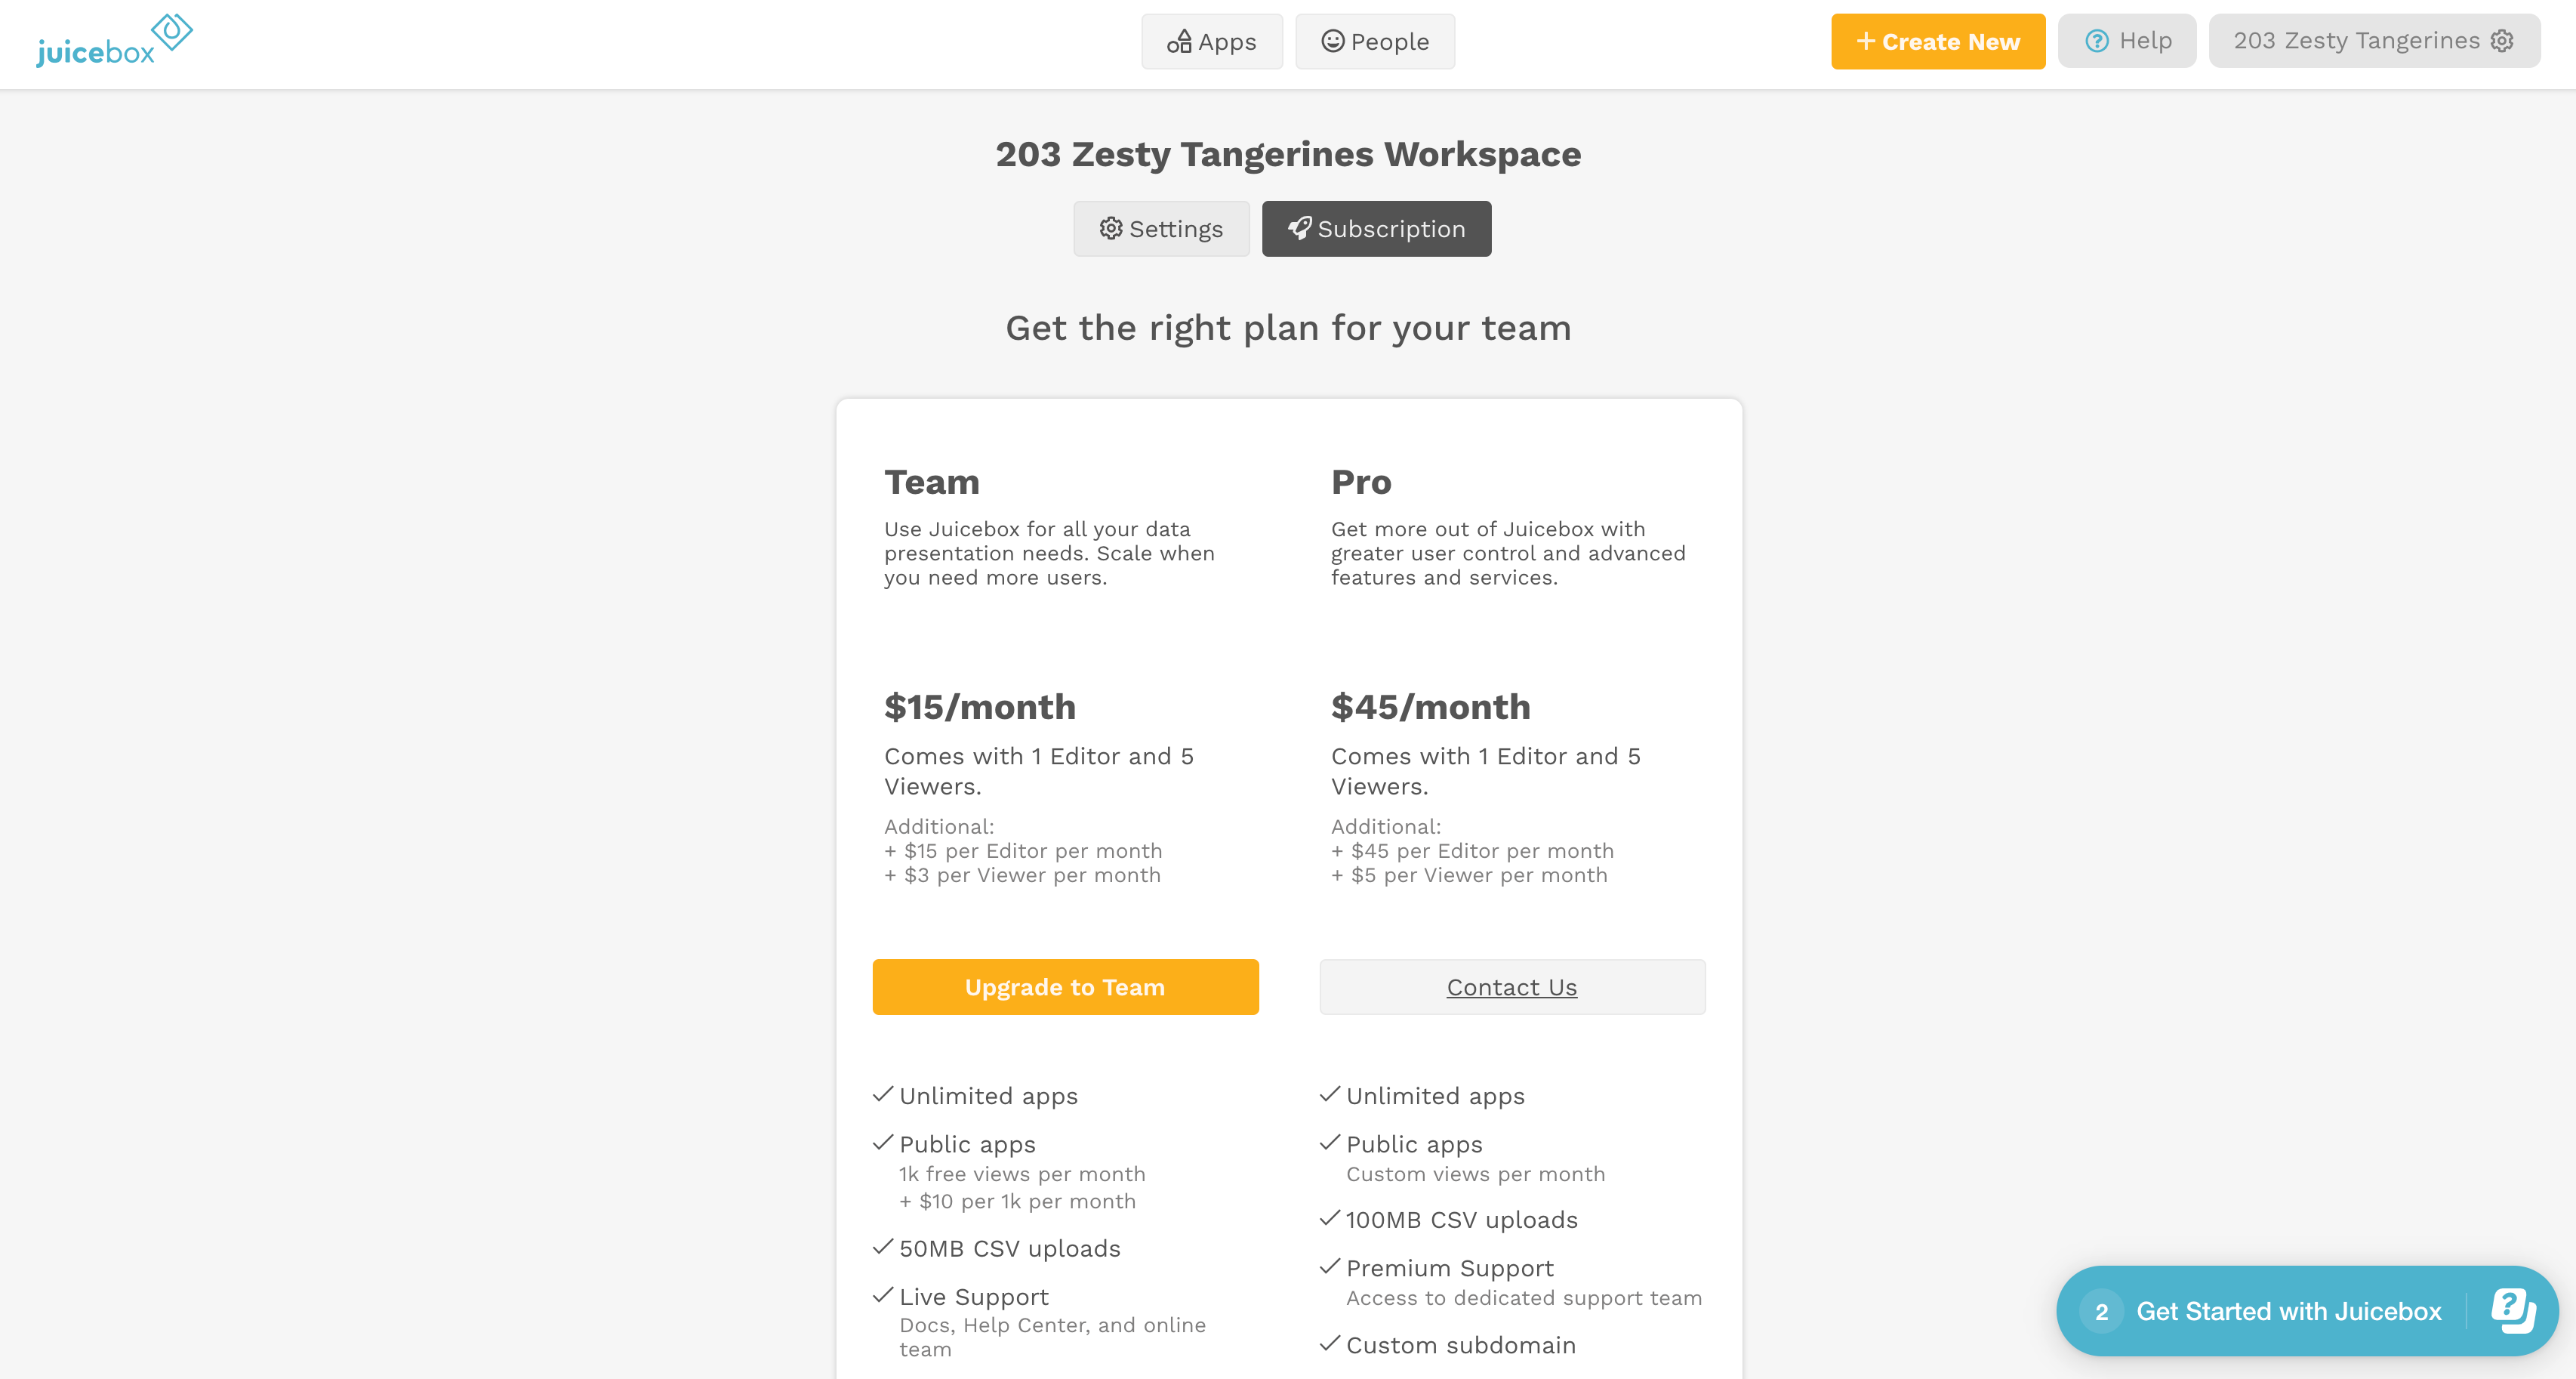 juicebox
Apps
People
+ Create New
Help
203 Zesty Tangerines
203 Zesty Tangerines Workspace
Settings
Subscription
Get the right plan for your team
Team
Use Juicebox for all your data
presentation needs. Scale when
you need more users.
$15/month
Comes with 1 Editor and 5
Viewers.
Additional:
+ $15 per Editor per month
+ $3 per Viewer per month
Upgrade to Team
Unlimited apps
Public apps
1k free views per month
+ $10 per 1k per month
50MB CSV uploads
Live Support
Docs, Help Center, and online
team
Pro
Get more out of Juicebox with
greater user control and advanced
features and services.
$45/month
Comes with 1 Editor and 5
Viewers.
Additional:
+ $45 per Editor per month
+ $5 per Viewer per month
Contact Us
Unlimited apps
Public apps
Custom views per month
100MB CSV uploads
Premium Support
Access to dedicated support team
Custom subdomain
2 Get Started with Juicebox